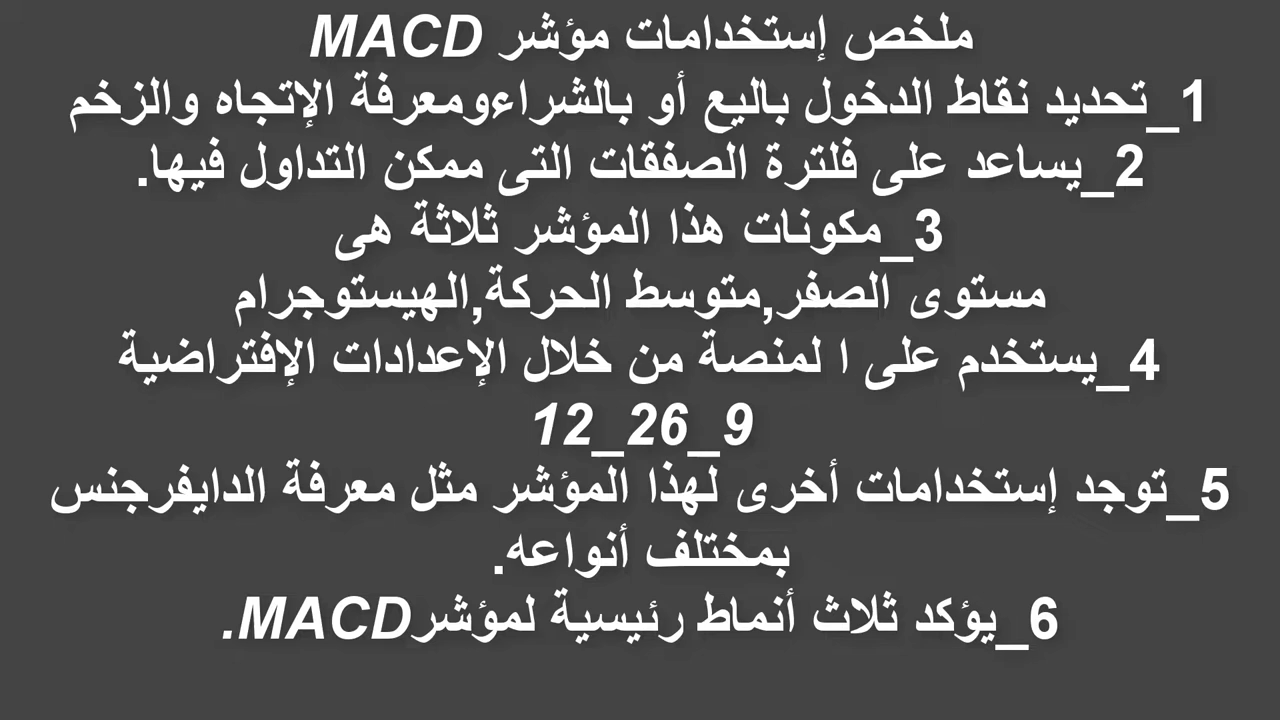 ملخص إستخدامات مؤشر MACD
1_تحديد نقاط الدخول باليع أو بالشراءومعرفة الإتجاه والزخم
2_يساعد على فلترة الصفقات التى ممكن التداول فيها.
3_مكونات هذا المؤشر ثلاثة هى
مستوى الصفر,متوسط الحركة,الهيستوجرام
4_يستخدم على ا لمنصة من خلال الإعدادات الإفتراضية
12_26_9
5_توجد إستخدامات أخرى لهذا المؤشر مثل معرفة الدايفرجنس
بمختلف أنواعه.
6_يؤكد ثلاث أنماط رئيسية لمؤشرMACD.